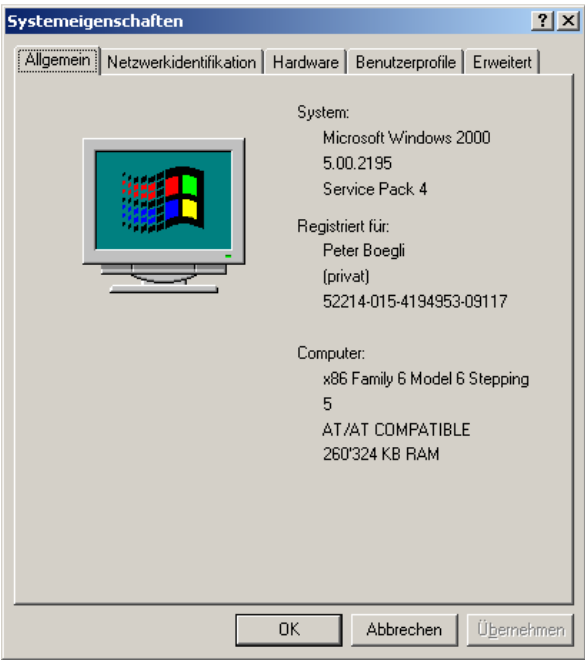 Systemeigenschaften
Allgemein Netzwerkidentifikation Hardware Benutzerprofile Erweitert
System:
Microsoft Windows 2000
5.00.2195
Service Pack 4
Registriert für:
Peter Boegli
(privat)
52214-015-4194953-09117
Computer:
x86 Family 6 Model 6 Stepping
5
AT/AT COMPATIBLE
260'324 KB RAM
OK Abbrechen Übernehmen